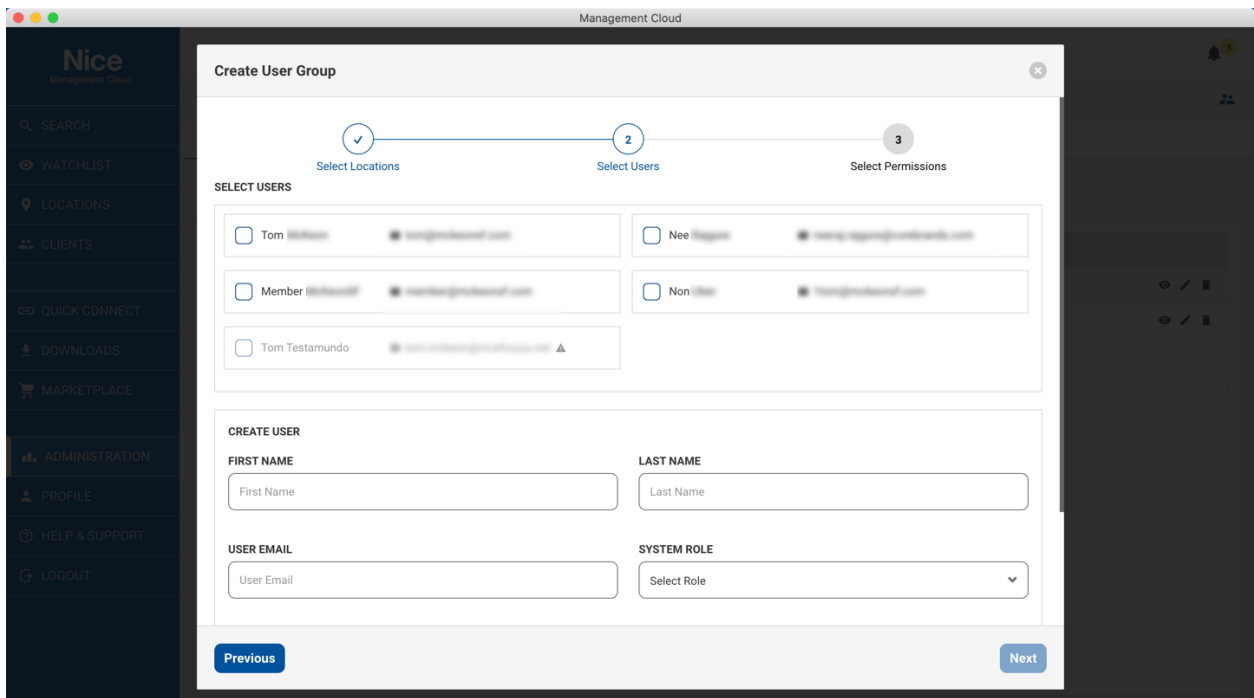 Management Cloud
Nice
Management Cloud
3
Create User Group
SEARCH
WATCHLIST
LOCATIONS
CLIENTS
QUICK CONNECT
DOWNLOADS
MARKETPLACE
ADMINISTRATION
PROFILE
HELP & SUPPORT
LOGOUT
2
3
Select Locations
Select Users
Select Permissions
SELECT USERS
Tom
Nee
Member
Non
Tom Testamundo
CREATE USER
FIRST NAME
LAST NAME
First Name
Last Name
USER EMAIL
SYSTEM ROLE
User Email
Select Role
Previous
Next